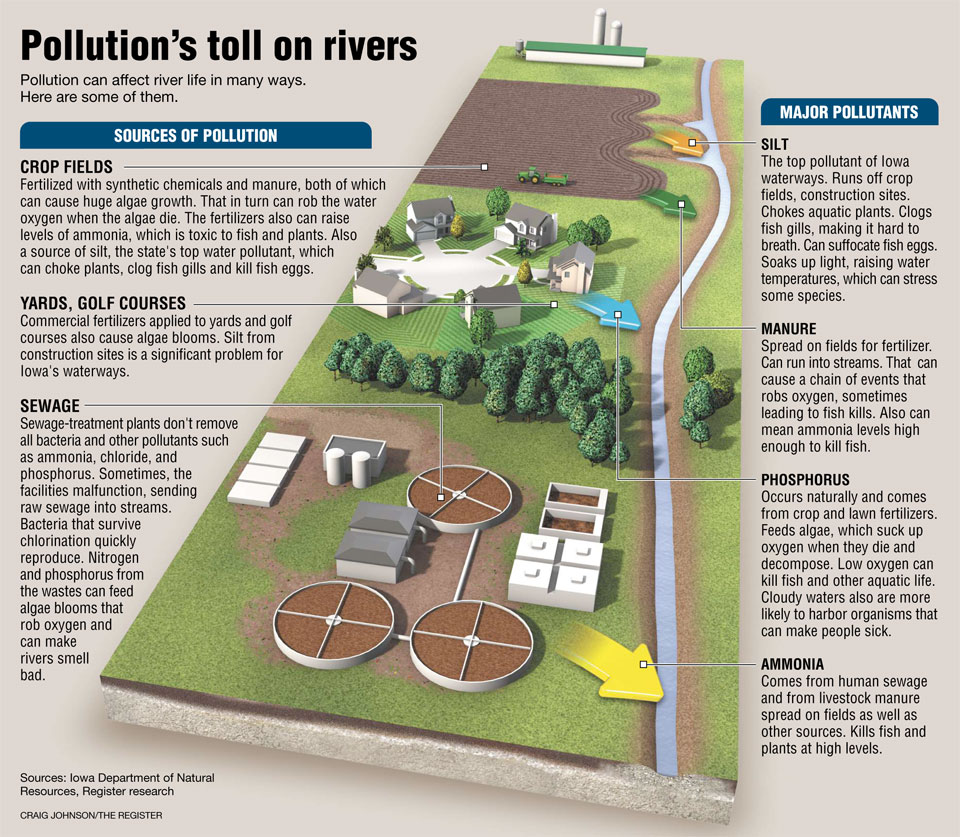 Pollution's toll on rivers
Pollution can affect river life in many ways.
Here are some of them.
SOURCES OF POLLUTION
CROP FIELDS
Fertilized with synthetic chemicals and manure, both of which
can cause huge algae growth. That in turn can rob the water
oxygen when the algae die. The fertilizers also can raise
levels of ammonia, which is toxic to fish and plants. Also
a source of silt, the state's top water pollutant, which
can choke plants, clog fish gills and kill fish eggs.
YARDS, GOLF COURSES
Commercial fertilizers applied to yards and golf
courses also cause algae blooms. Silt from
construction sites is a significant problem for
Iowa's waterways.
SEWAGE
Sewage-treatment plants don't remove
all bacteria and other pollutants such
as ammonia, chloride, and
phosphorus. Sometimes, the
facilities malfunction, sending
raw sewage into streams.
Bacteria that survive
chlorination quickly
reproduce. Nitrogen
and phosphorus from
the wastes can feed
algae blooms that
rob oxygen and
can make
rivers smell
bad.
MAJOR POLLUTANTS
SILT
The top pollutant of Iowa
waterways. Runs off crop
fields, construction sites.
Chokes aquatic plants. Clogs
fish gills, making it hard to
breath. Can suffocate fish eggs.
Soaks up light, raising water
temperatures, which can stress
some species.
MANURE
Spread on fields for fertilizer.
Can run into streams. That can
cause a chain of events that
robs oxygen, sometimes
leading to fish kills. Also can
mean ammonia levels high
enough to kill fish.
PHOSPHORUS
Occurs naturally and comes
from crop and lawn fertilizers.
Feeds algae, which suck up
oxygen when they die and
decompose. Low oxygen can
kill fish and other aquatic life.
Cloudy waters also are more
likely to harbor organisms that
can make people sick.
AMMONIA
Comes from human sewage
and from livestock manure
spread on fields as well as
other sources. Kills fish and
plants at high levels.
Sources: Iowa Department of Natural
Resources, Register research
CRAIG JOHNSON/THE REGISTER